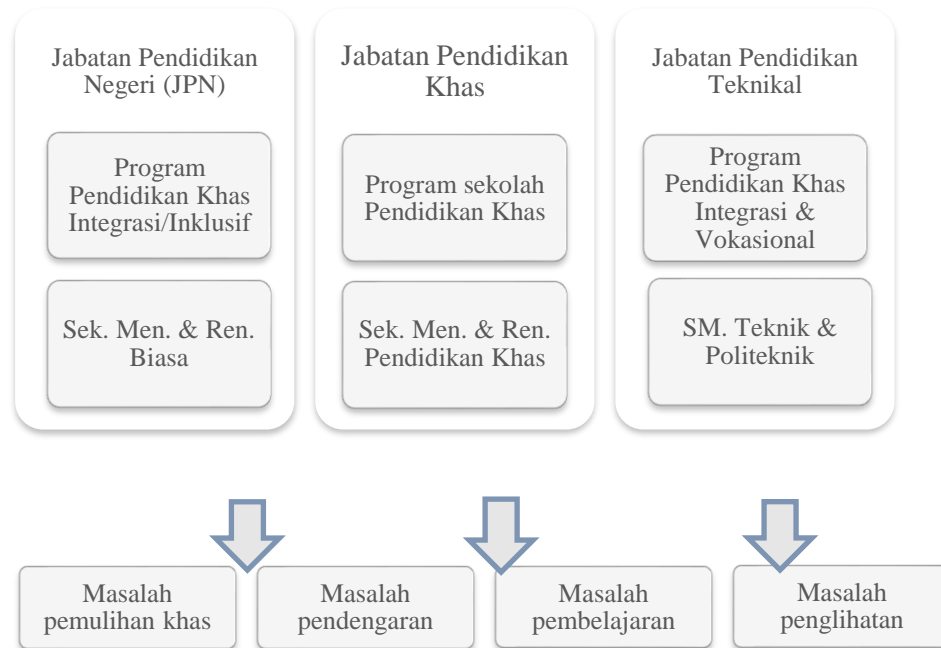 Jabatan Pendidikan
Negeri (JPN)
Program
Pendidikan Khas
Integrasi/Inklusif
Sek. Men. & Ren.
Biasa
Jabatan Pendidikan
Khas
Program sekolah
Pendidikan Khas
Sek. Men. & Ren.
Pendidikan Khas
Jabatan Pendidikan
Teknikal
Program
Pendidikan Khas
Integrasi &
Vokasional
SM. Teknik &
Politeknik
Masalah
pemulihan khas
Masalah
pendengaran
Masalah
pembelajaran
Masalah
penglihatan